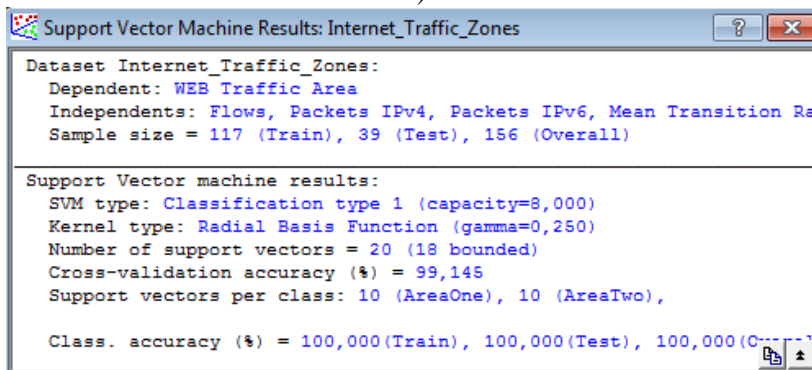 Support Vector Machine Results: Internet_Traffic_Zones
Dataset Internet_Traffic_Zones:
Dependent: WEB Traffic Area
Independents: Flows, Packets IPv4, Packets IPv6, Mean Transition Ra
Sample size = 117 (Train), 39 (Test), 156 (Overall)
Support Vector machine results:
SVM type: Classification type 1 (capacity=8,000)
Kernel type: Radial Basis Function (gamma=0,250)
Number of support vectors = 20 (18 bounded)
Cross-validation accuracy (%) = 99,145
Support vectors per class: 10 (AreaOne), 10 (AreaTwo),
Class. accuracy (%) = 100,000(Train), 100,000(Test), 100,000(